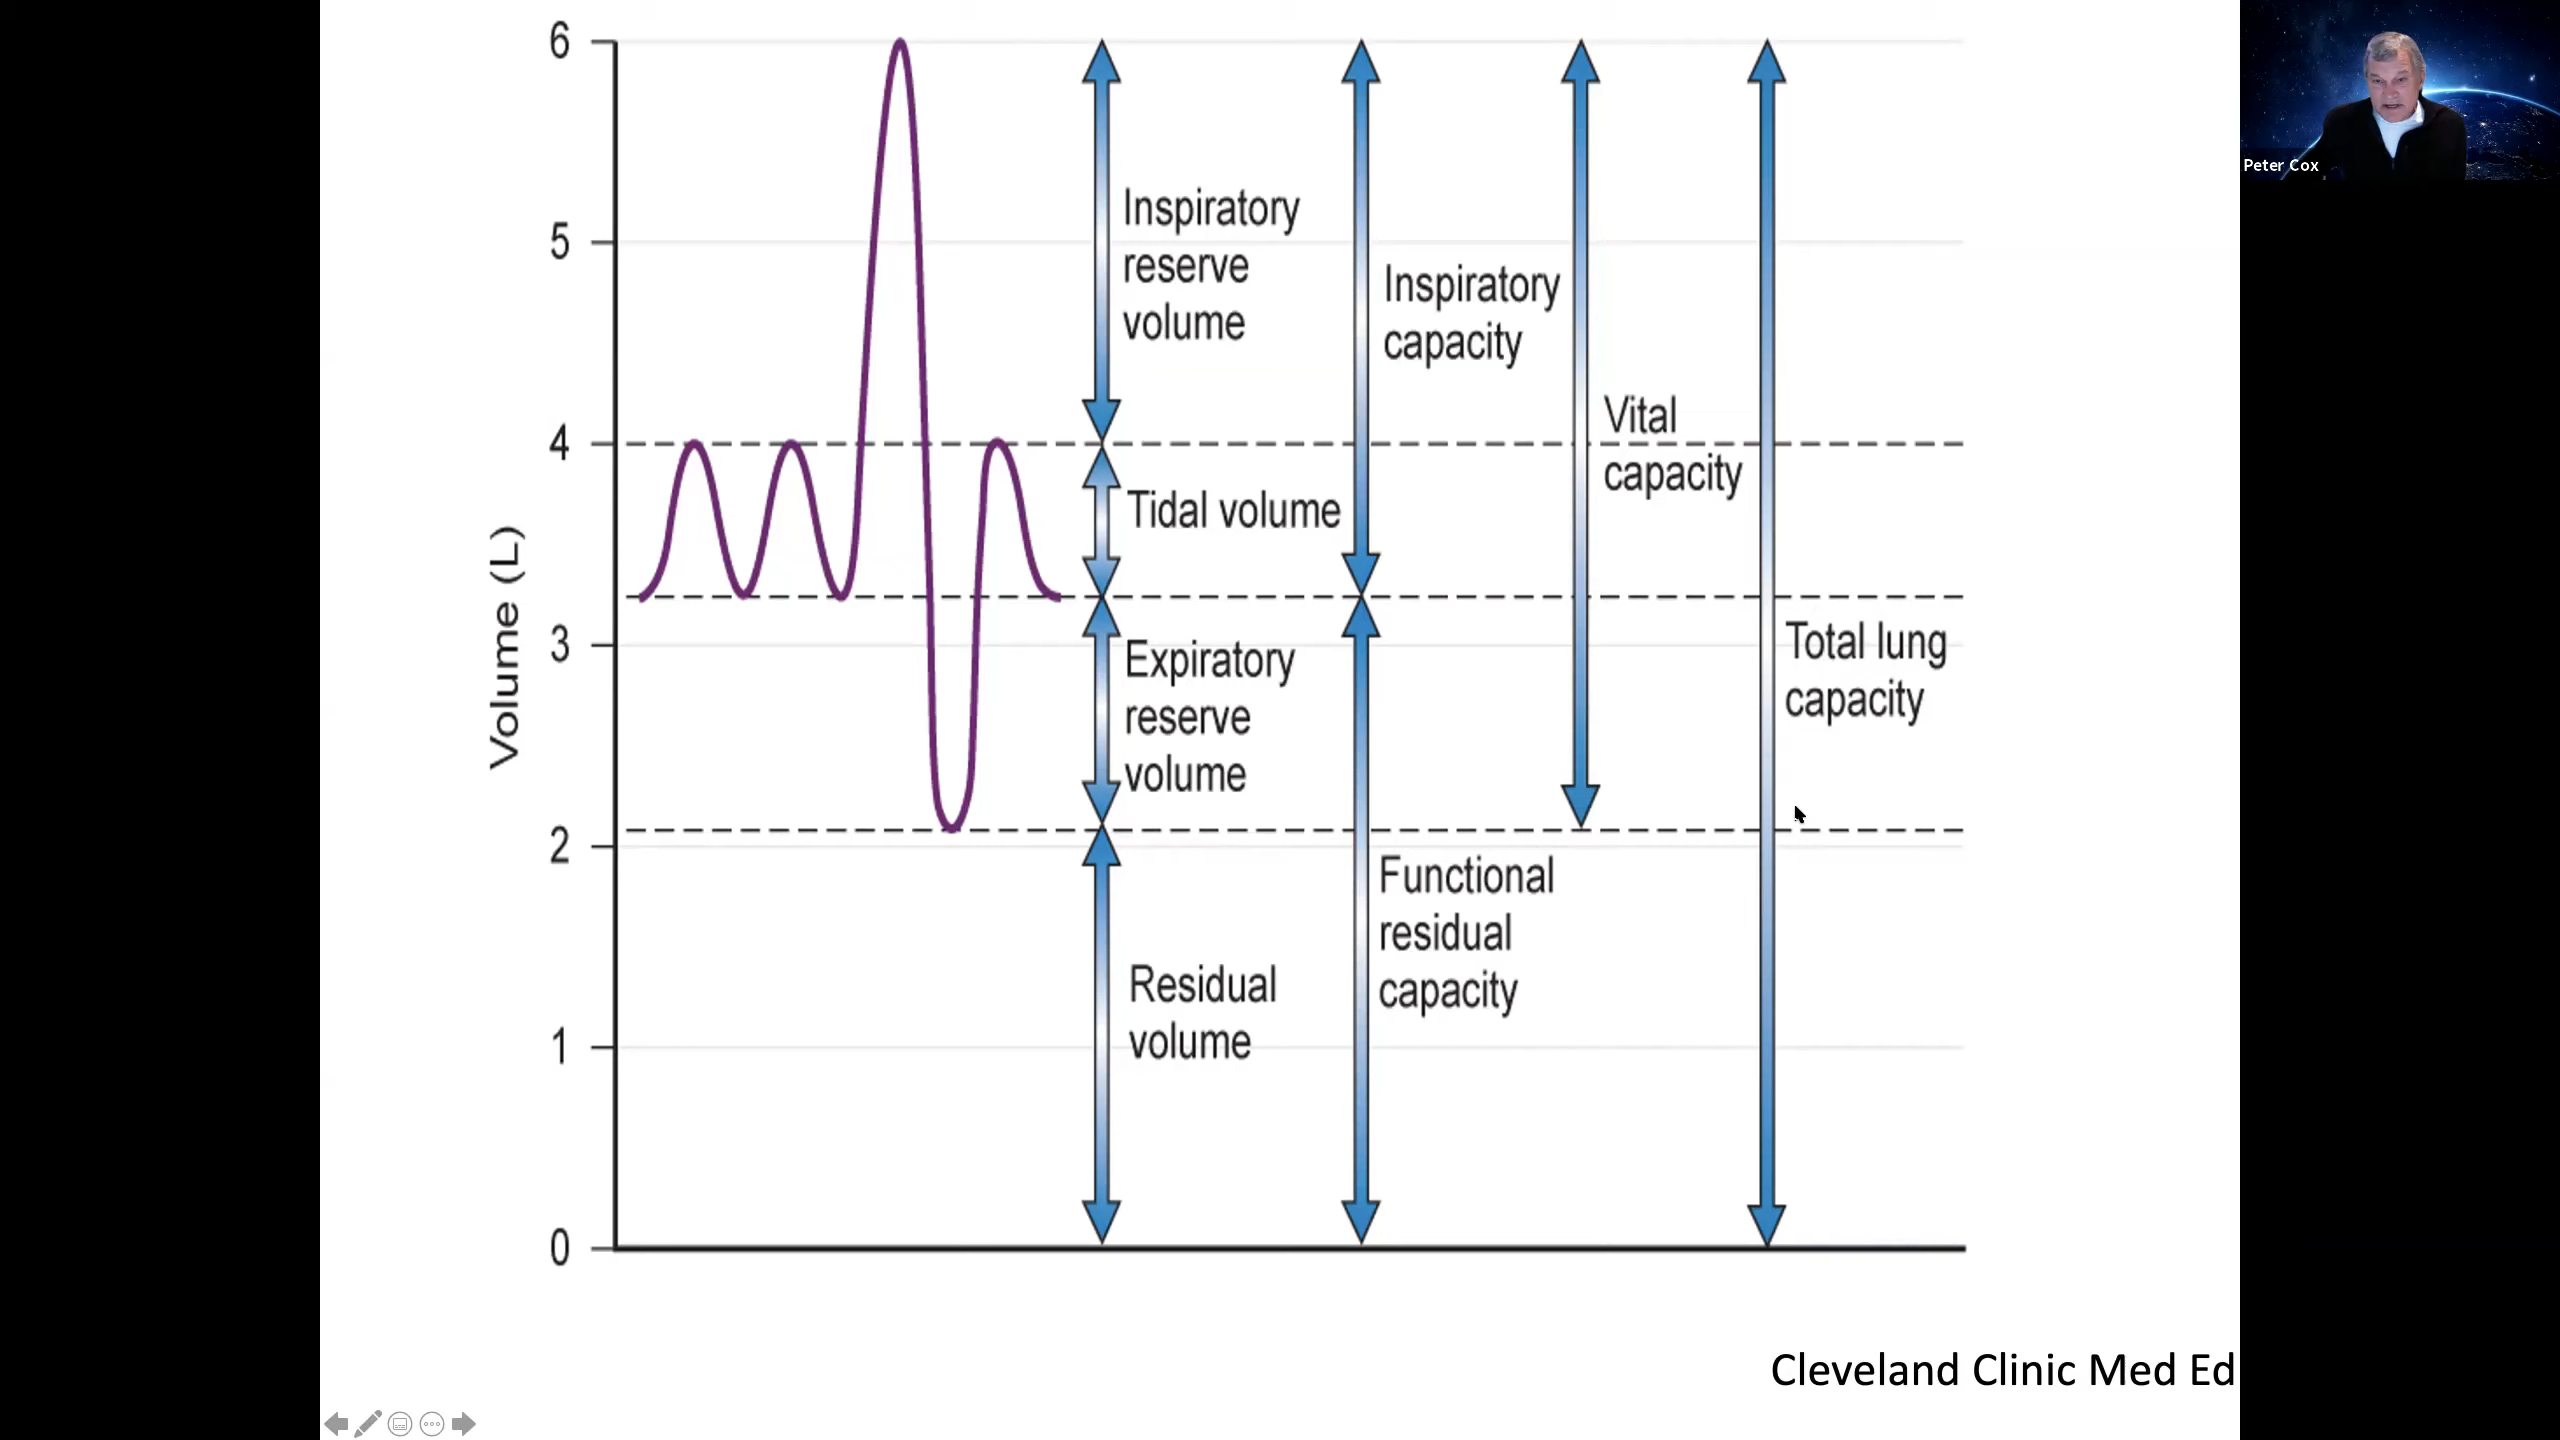 6
5
4
3
2
1
0
Volume (L)
Inspiratory
reserve
volume
Tidal volume
Expiratory
reserve
volume
Residual
volume
Inspiratory
capacity
Functional
residual
capacity
Vital
capacity
Total lung
capacity
Cleveland Clinic Med Ed
Peter Cox